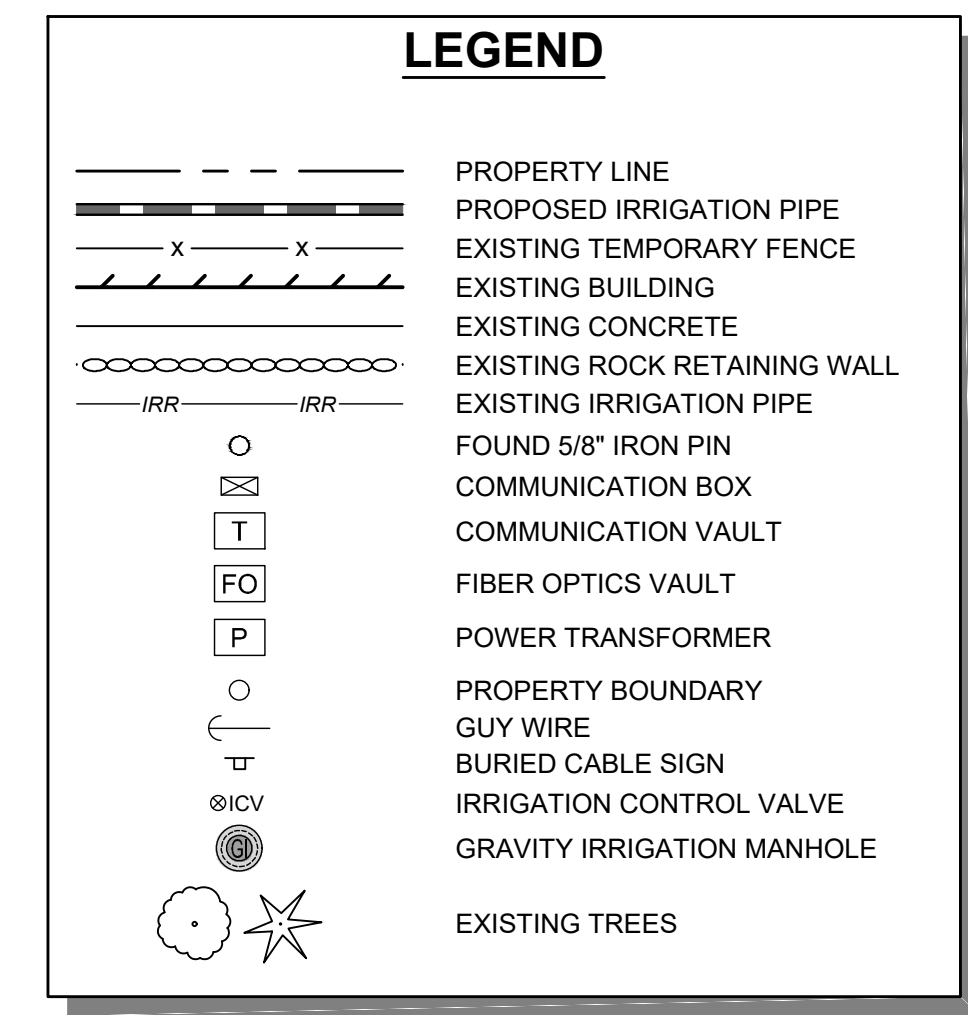 LEGEND
PROPERTY LINE
PROPOSED IRRIGATION PIPE
X X EXISTING TEMPORARY FENCE
EXISTING BUILDING
EXISTING CONCRETE
EXISTING ROCK RETAINING WALL
IRR IRR EXISTING IRRIGATION PIPE
FOUND 5/8" IRON PIN
COMMUNICATION BOX
T COMMUNICATION VAULT
FO FIBER OPTICS VAULT
P POWER TRANSFORMER
PROPERTY BOUNDARY
GUY WIRE
BURIED CABLE SIGN
⊗ICV IRRIGATION CONTROL VALVE
GI GRAVITY IRRIGATION MANHOLE
EXISTING TREES